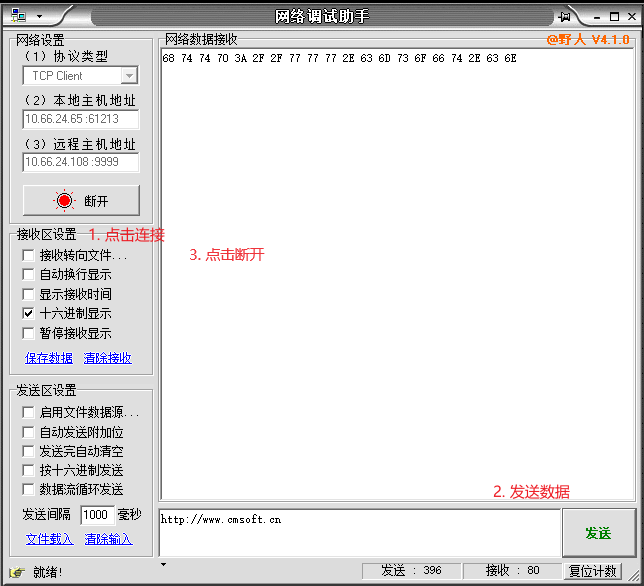 网络调试助手
网络设置
(1) 协议类型
TCP Client
(2) 本地主机地址
10.66.24.65 :61213
(3) 远程主机地址
10.66.24.108 :9999
断开
接收区设置
1. 点击连接
接收转向文件...
自动换行显示
显示接收时间
十六进制显示
暂停接收显示
保存数据 清除接收
发送区设置
启用文件数据源...
自动发送附加位
发送完自动清空
按十六进制发送
数据流循环发送
发送间隔 1000 毫秒
文件载入 清除输入
网络数据接收
@野人 V4.1.0
68 74 74 70 3A 2F 2F 77 77 77 2E 63 6D 73 6F 66 74 2E 63 6E
3. 点击断开
2. 发送数据
http://www.cmsoft.cn
发送
就绪!
发送 : 396
接收 : 80
复位计数